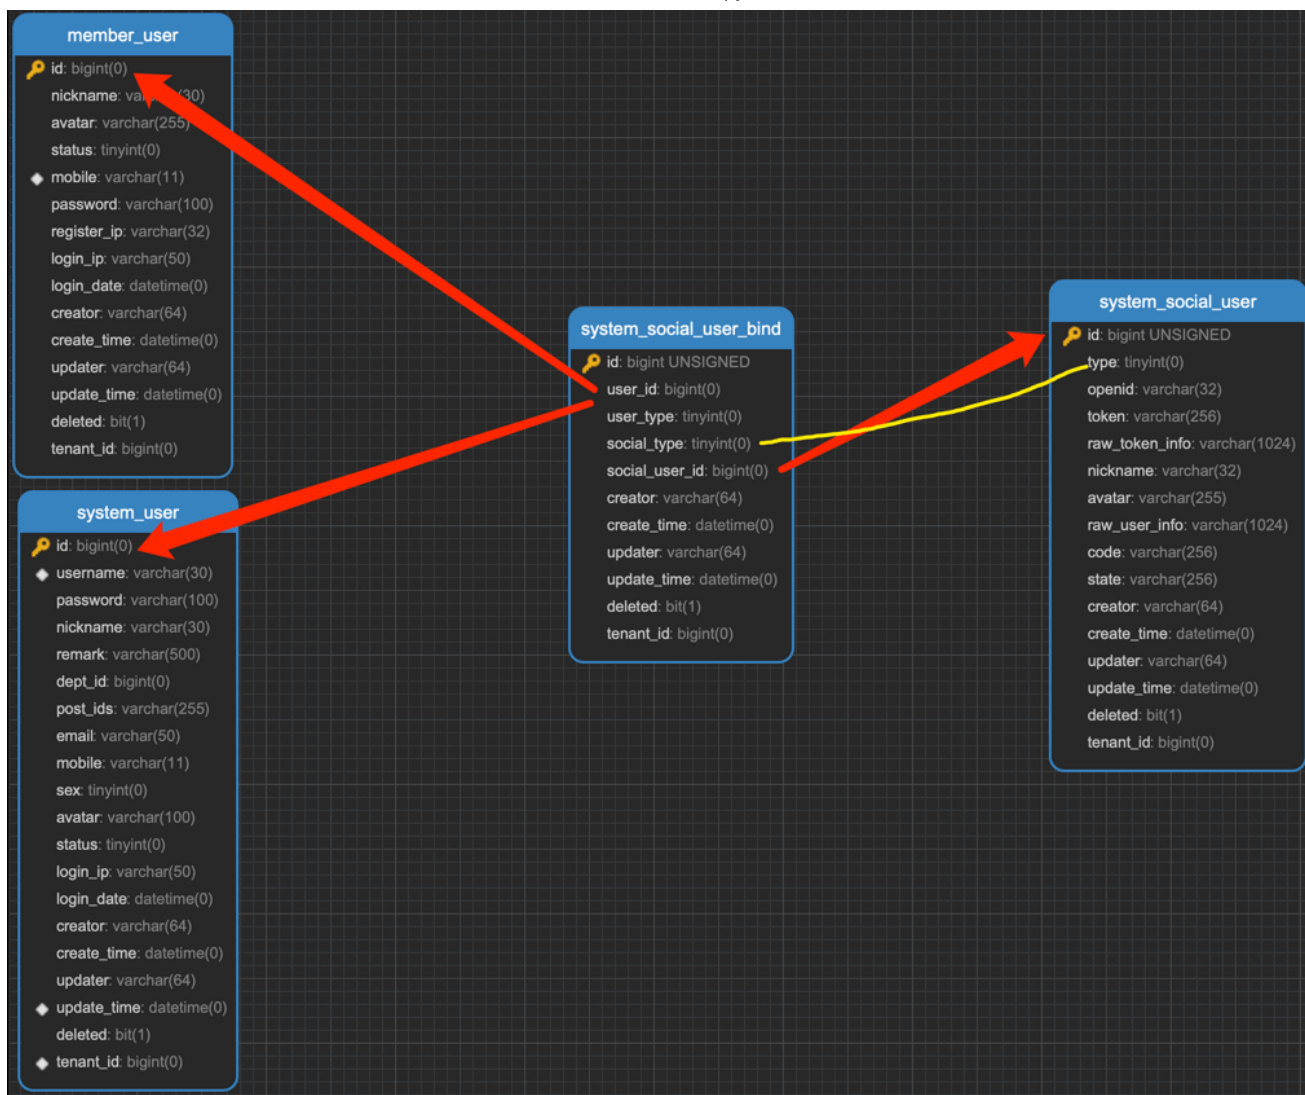 member_user
id: bigint(0)
nickname: var 30)
avatar: varchar(255)
status: tinyint(0)
mobile: varchar(11)
password: varchar(100)
register_ip: varchar(32)
login_ip: varchar(50)
login_date: datetime(0)
creator: varchar(64)
create_time: datetime(0)
updater: varchar(64)
update_time: datetime(0)
deleted: bit(1)
tenant_id: bigint(0)
system_user
id: bigint(0)
username: varchar(30)
password: varchar(100)
nickname: varchar(30)
remark: varchar(500)
dept_id: bigint(0)
post_ids: varchar(255)
email: varchar(50)
mobile: varchar(11)
sex: tinyint(0)
avatar: varchar(100)
status: tinyint(0)
login_ip: varchar(50)
login_date: datetime(0)
creator: varchar(64)
create_time: datetime(0)
updater: varchar(64)
update_time: datetime(0)
deleted: bit(1)
tenant_id: bigint(0)
system_social_user_bind
id: bigint UNSIGNED
user_id: bigint(0)
user_type: tinyint(0)
social_type: tinyint(0)
social_user_id: bigint(0)
creator: varchar(64)
create_time: datetime(0)
updater: varchar(64)
update_time: datetime(0)
deleted: bit(1)
tenant_id: bigint(0)
system_social_user
id: bigint UNSIGNED
type: tinyint(0)
openid: varchar(32)
token: varchar(256)
raw_token_info: varchar(1024)
nickname: varchar(32)
avatar: varchar(255)
raw_user_info: varchar(1024)
code: varchar(256)
state: varchar(256)
creator: varchar(64)
create_time: datetime(0)
updater: varchar(64)
update_time: datetime(0)
deleted: bit(1)
tenant_id: bigint(0)